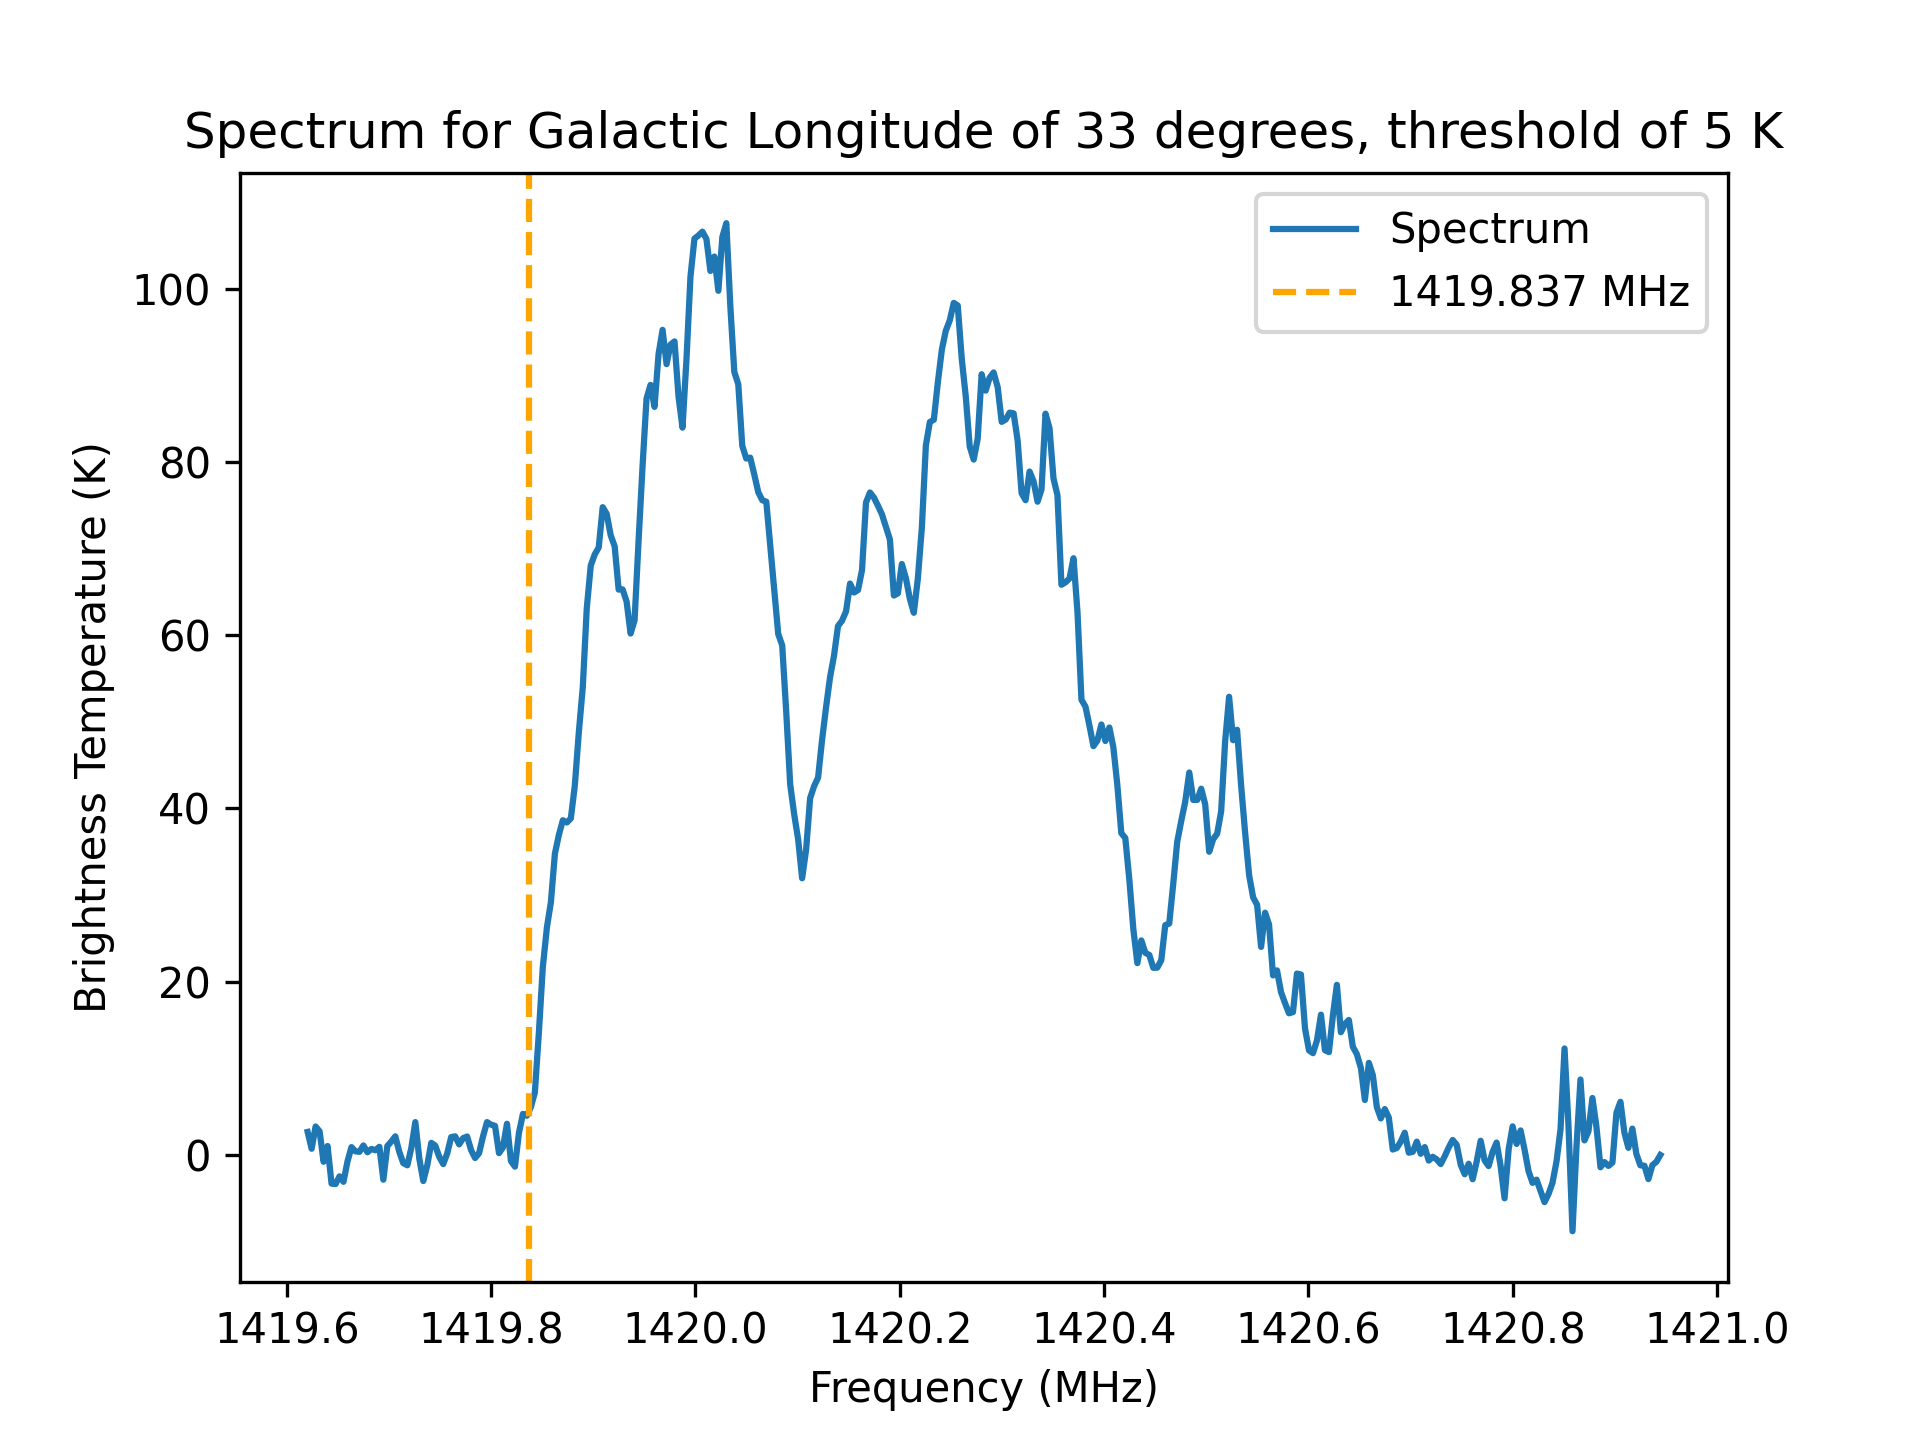 Spectrum for Galactic Longitude of 33 degrees, threshold of 5 K
Spectrum
1419.837 MHz
Brightness Temperature (K)
100
80
60
40
20
0
1419.6 1419.8 1420.0 1420.2 1420.4 1420.6 1420.8 1421.0
Frequency (MHz)